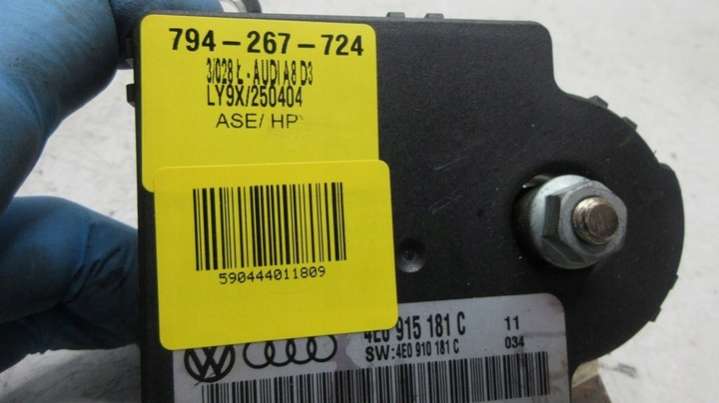 794-267-724
3/028 Ł - AUDI A8 D3
LY9X/250404
ASE/ HP
590444011809
4E0 915 181 C 11
SW:4E0 910 181 C 034